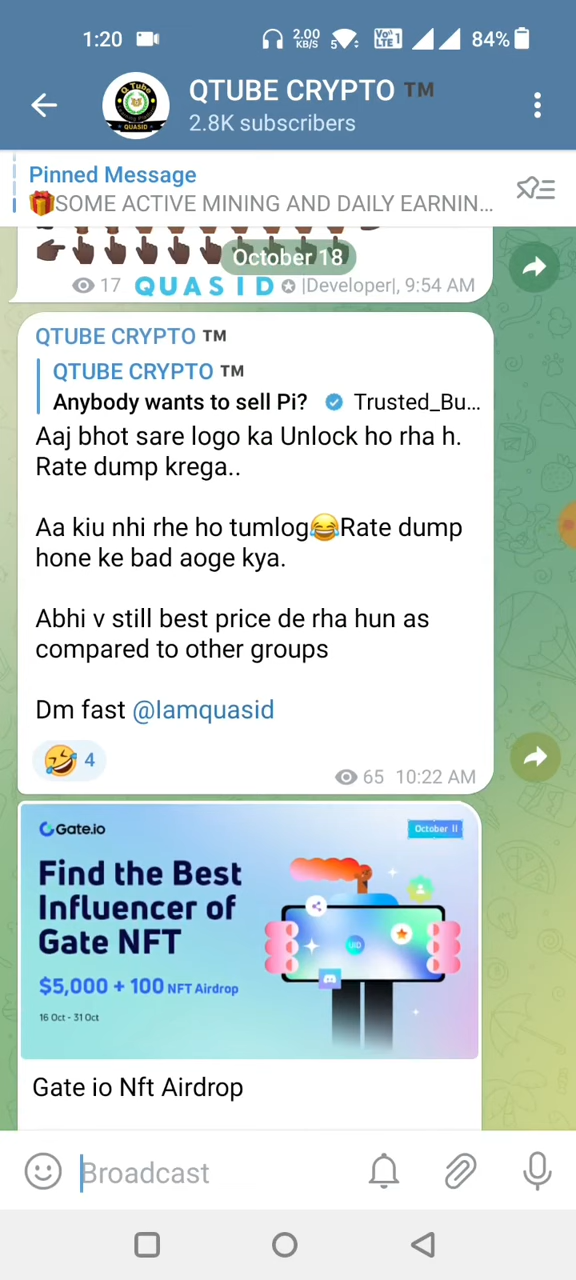 1:20
2.00
KB/S
5
Vo
LTE 1
84%
QTUBE CRYPTO ™
2.8K subscribers
Pinned Message
🎁SOME ACTIVE MINING AND DAILY EARNIN...
October 18
17 QUASID |Developer|, 9:54 AM
QTUBE CRYPTO ™
QTUBE CRYPTO ™
Anybody wants to sell Pi? Trusted_Bu...
Aaj bhot sare logo ka Unlock ho rha h.
Rate dump krega..
Aa kiu nhi rhe ho tumlog😂Rate dump
hone ke bad aoge kya.
Abhi v still best price de rha hun as
compared to other groups
Dm fast @Iamquasid
🤣 4
65 10:22 AM
Gate.io
October 11
Find the Best
Influencer of
Gate NFT
$5,000 + 100 NFT Airdrop
16 Oct - 31 Oct
Gate io Nft Airdrop
Broadcast